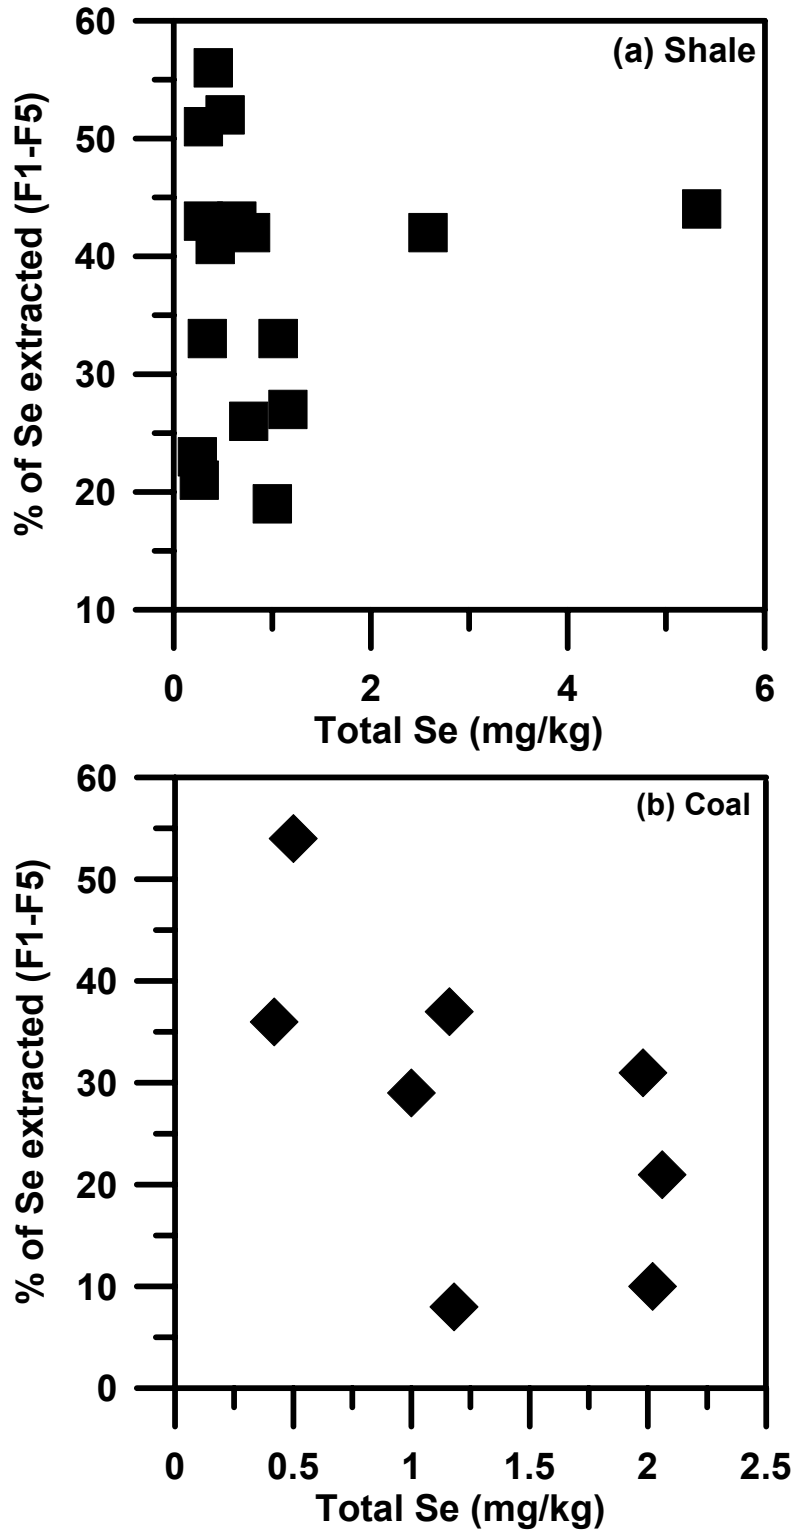 60
(a) Shale
50
40
30
20
10
% of Se extracted (F1-F5)
0 2 4 6
Total Se (mg/kg)
60
(b) Coal
50
40
30
20
10
0
% of Se extracted (F1-F5)
0 0.5 1 1.5 2 2.5
Total Se (mg/kg)